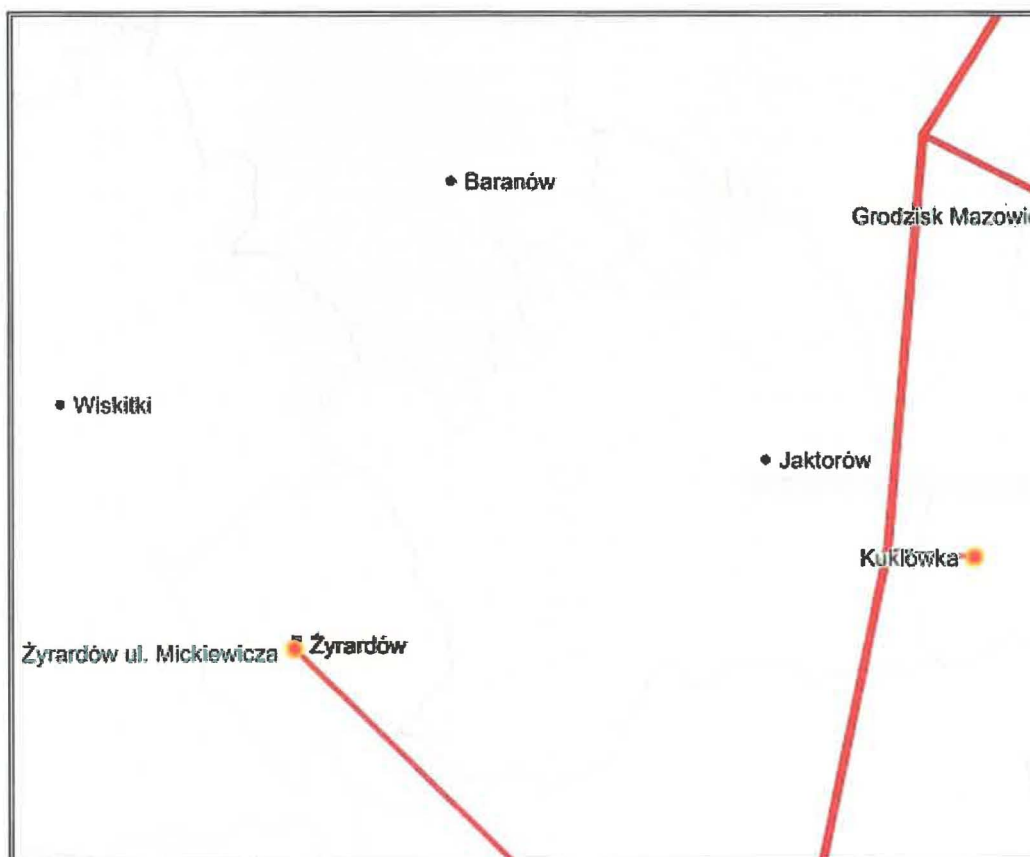 Baranów
Grodzisk Mazowie
Wiskitki
Jaktorów
Kuklówka
Żyrardów
Żyrardów ul. Mickiewicza